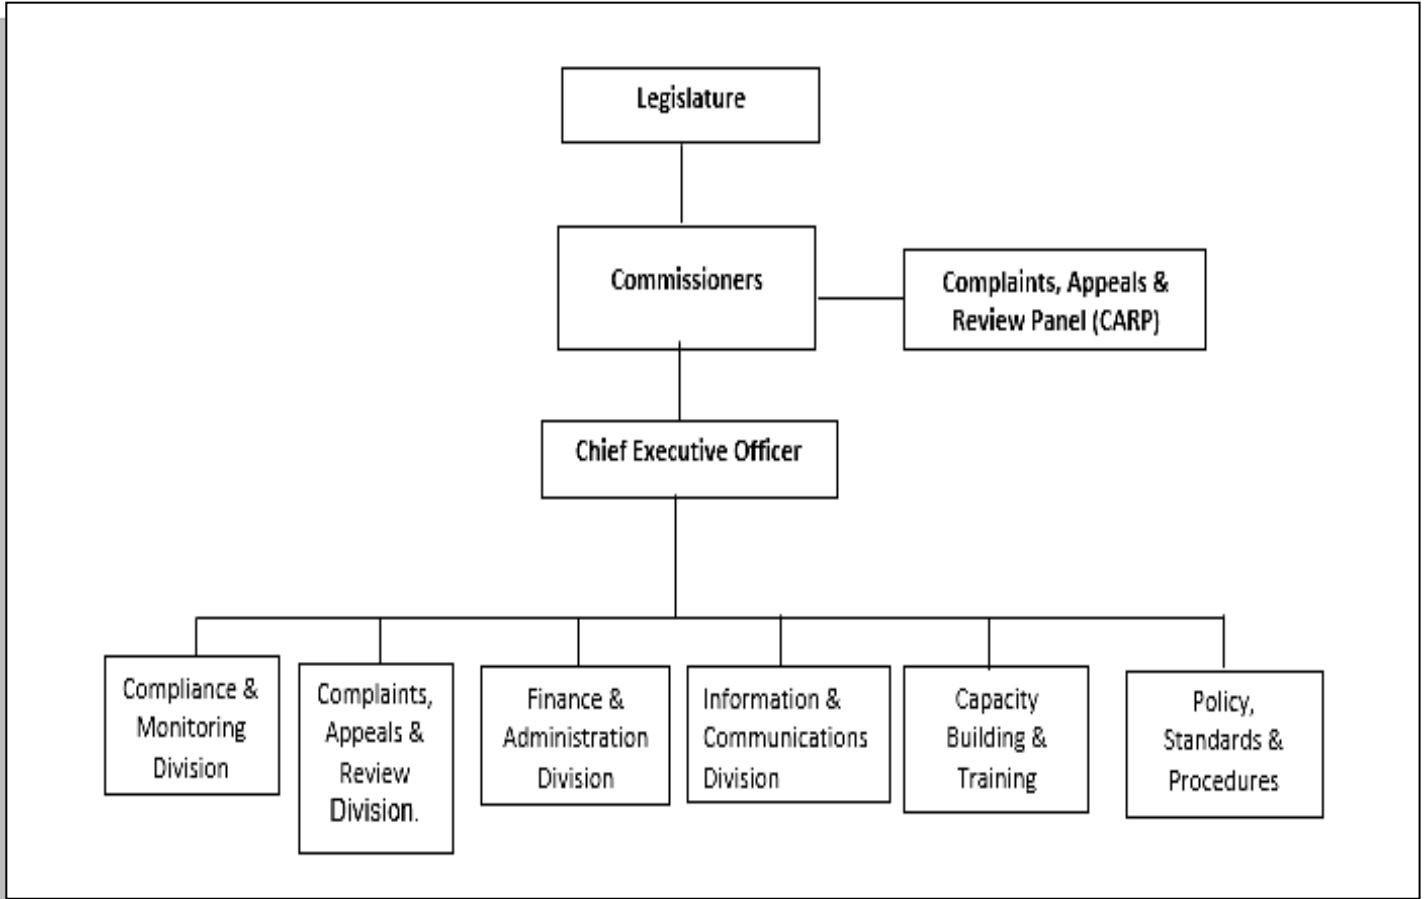 Legislature
Commissioners
Complaints, Appeals &
Review Panel (CARP)
Chief Executive Officer
Compliance &
Monitoring
Division
Complaints,
Appeals &
Review
Division.
Finance &
Administration
Division
Information &
Communications
Division
Capacity
Building &
Training
Policy,
Standards &
Procedures